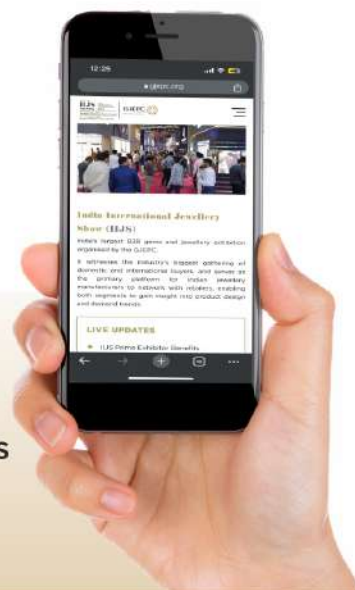 12:26
gjepc.org
IIJS
GJEPC
India International Jewellery
Show (IIJS)
India's largest B2B gems and jewellery exhibition
organised by the GJEPC.
It witnesses the industry's biggest gathering of
domestic and international buyers, and serves as
the primary platform for Indian jewellery
manufacturers to network with retailers, enabling
both segments to gain insight into product design
and demand trends.
LIVE UPDATES
IIJS Prime Exhibitor Benefits
s